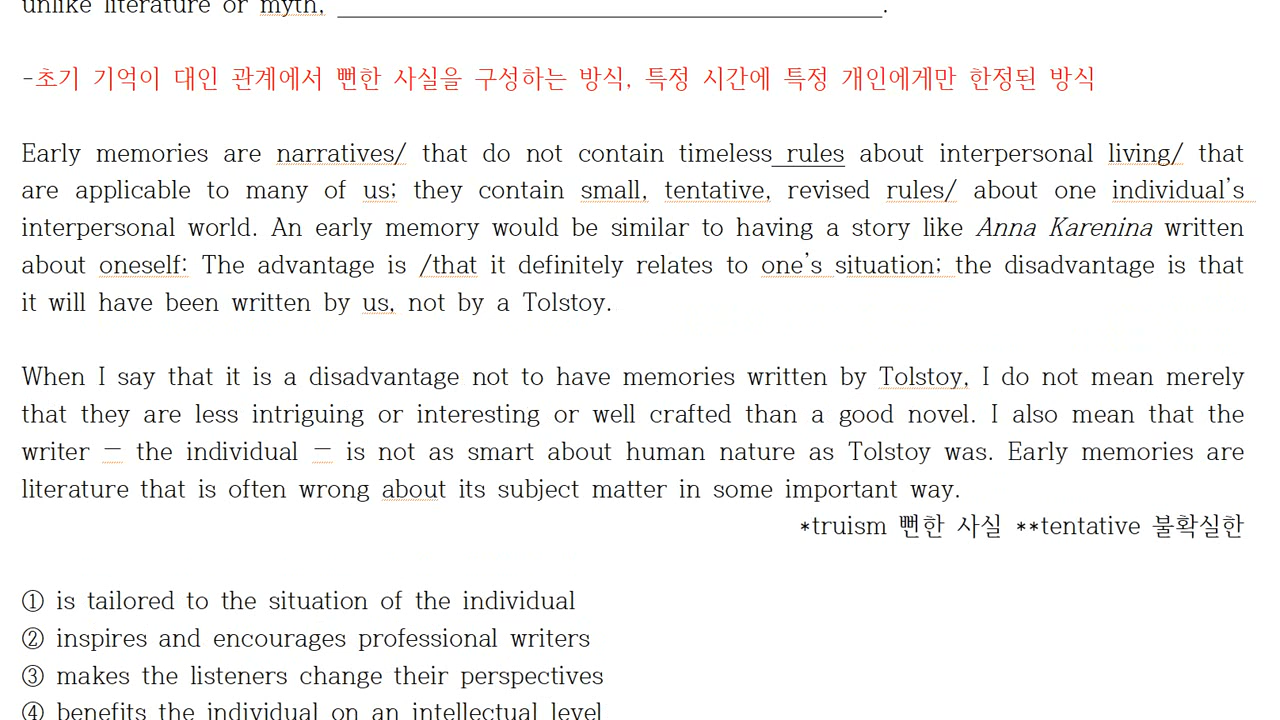 unlike literature or myth, ________________________________________.
-초기 기억이 대인 관계에서 뻔한 사실을 구성하는 방식, 특정 시간에 특정 개인에게만 한정된 방식
Early memories are narratives/ that do not contain timeless rules about interpersonal living/ that
are applicable to many of us; they contain small, tentative, revised rules/ about one individual's
interpersonal world. An early memory would be similar to having a story like Anna Karenina written
about oneself: The advantage is /that it definitely relates to one's situation; the disadvantage is that
it will have been written by us, not by a Tolstoy.
When I say that it is a disadvantage not to have memories written by Tolstoy, I do not mean merely
that they are less intriguing or interesting or well crafted than a good novel. I also mean that the
writer — the individual — is not as smart about human nature as Tolstoy was. Early memories are
literature that is often wrong about its subject matter in some important way.
*truism 뻔한 사실 **tentative 불확실한
① is tailored to the situation of the individual
② inspires and encourages professional writers
③ makes the listeners change their perspectives
④ benefits the individual on an intellectual level